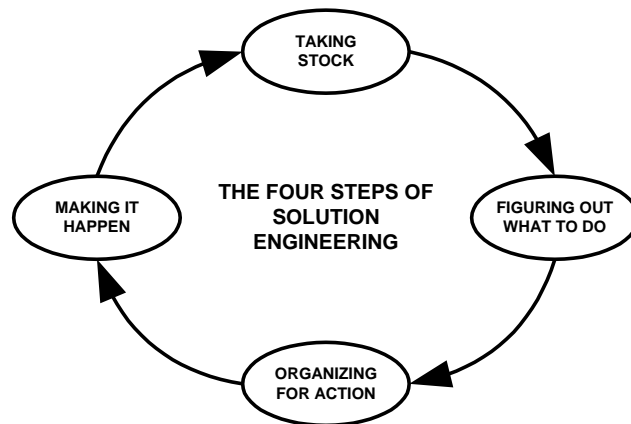 TAKING
STOCK
THE FOUR STEPS OF
SOLUTION
ENGINEERING
MAKING IT
HAPPEN
FIGURING OUT
WHAT TO DO
ORGANIZING
FOR ACTION